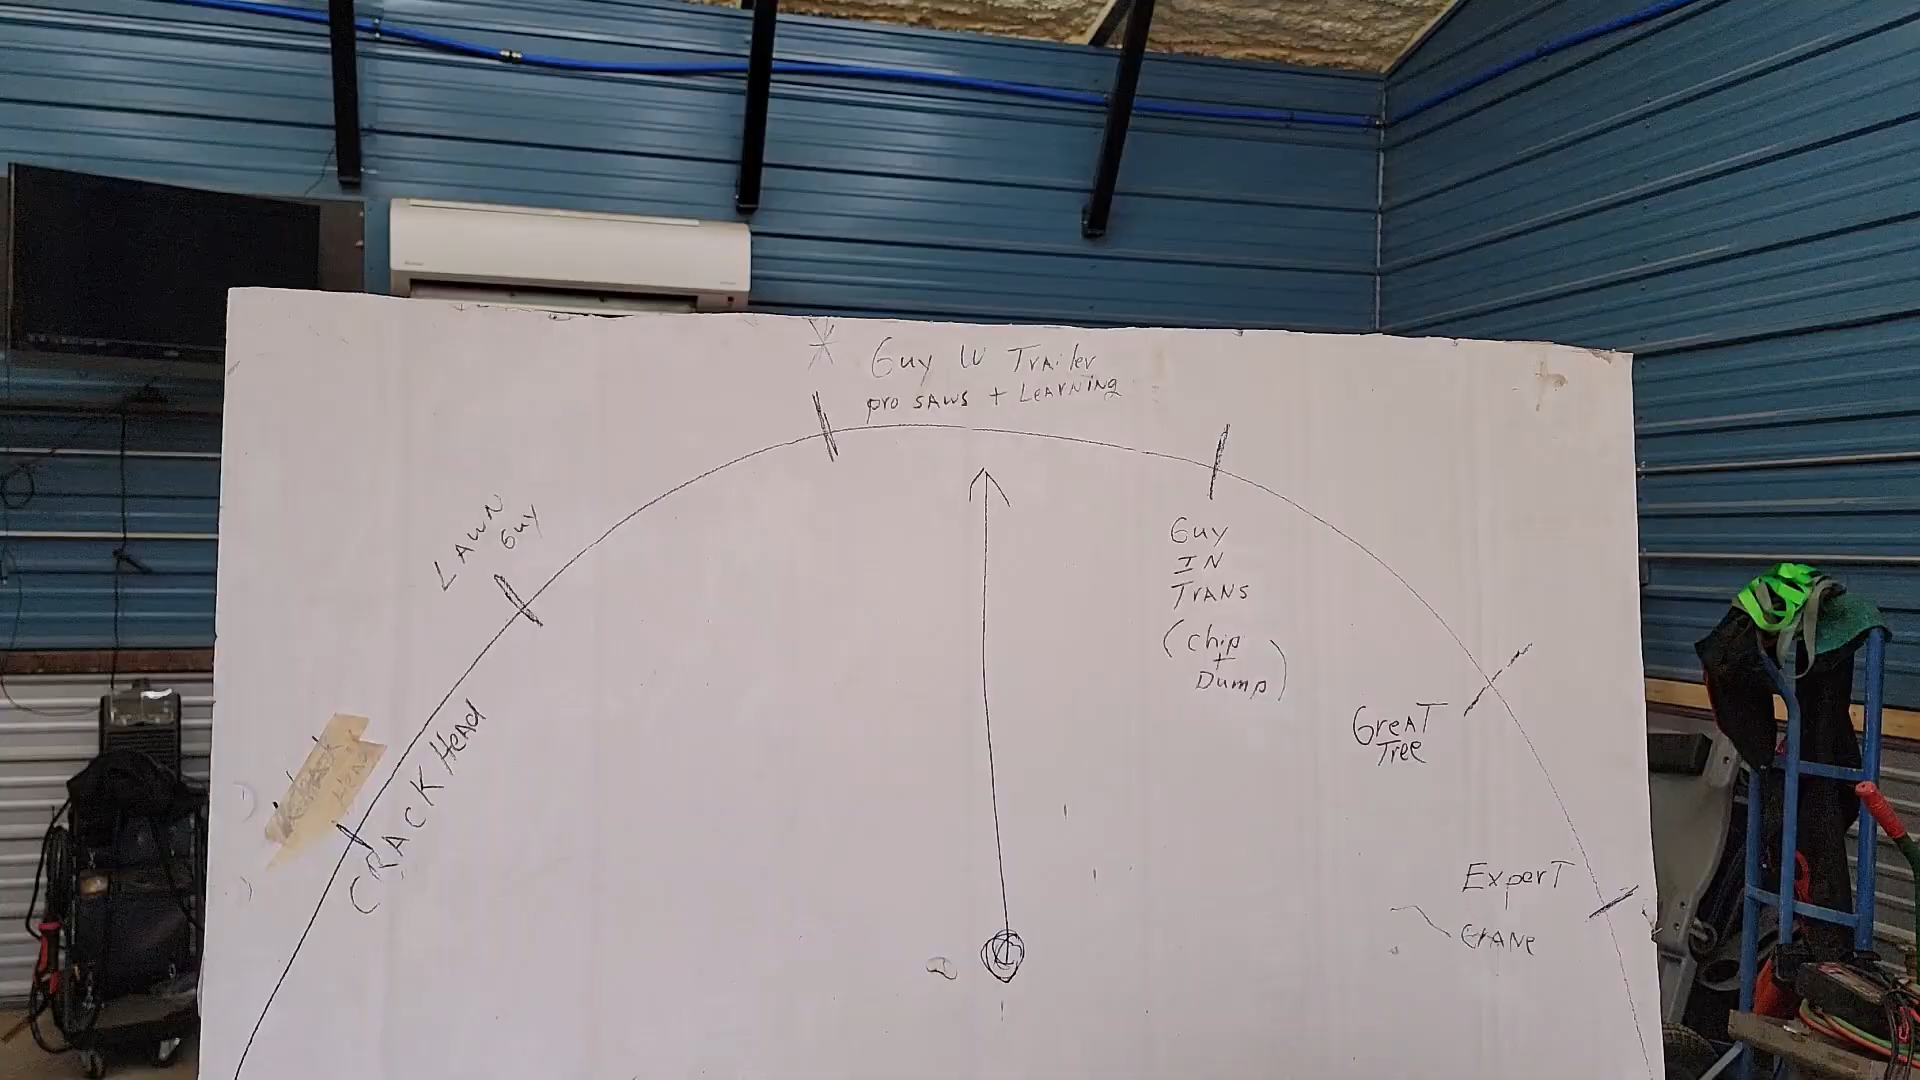 Guy W Trailer
pro saws + Learning
LAWN
Guy
CRACK HEAd
Guy
IN
TRANS
(chip
+
Dump)
GreAT
Tree
ExperT
CrANe